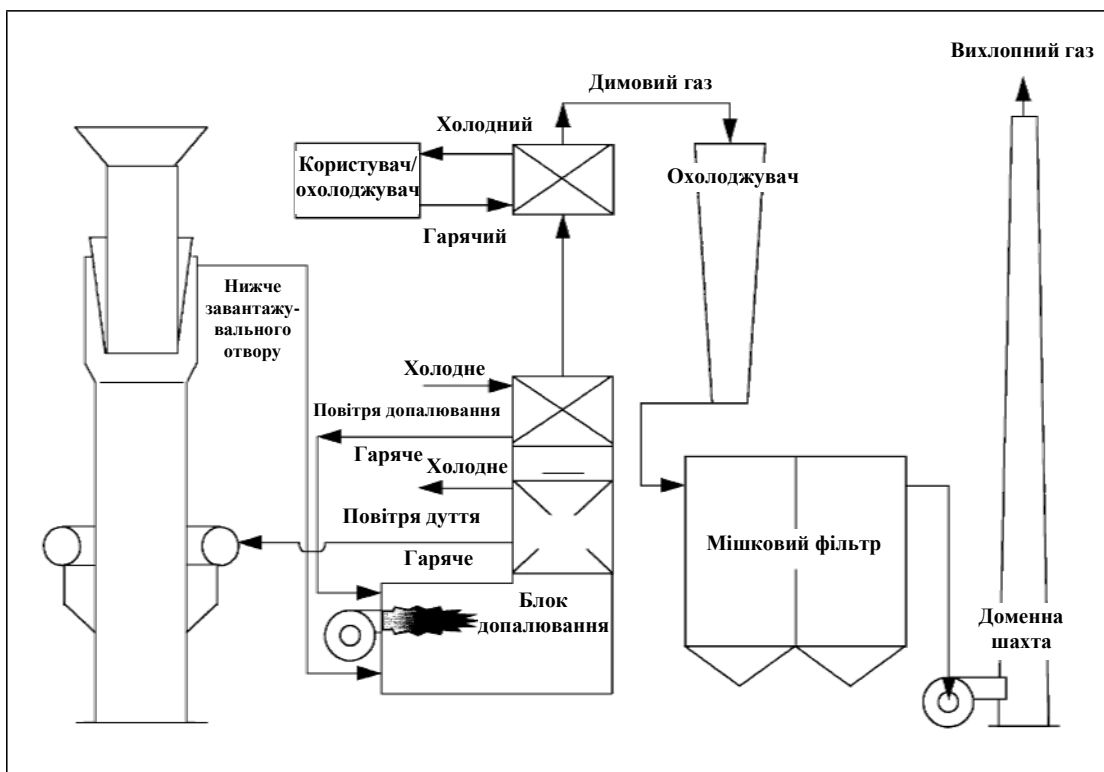 Вихлопний газ
Димовий газ
Холодний
Користувач/
охолоджувач
Гарячий
Охолоджувач
Нижче
завантажу-
вального
отвору
Холодне
Повітря допалювання
Гаряче
Холодне
Повітря дуття
Гаряче
Блок
допалювання
Мішковий фільтр
Доменна
шахта